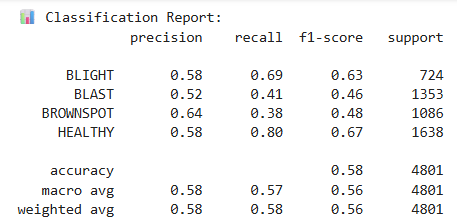 📊 Classification Report:
precision recall f1-score support
BLIGHT 0.58 0.69 0.63 724
BLAST 0.52 0.41 0.46 1353
BROWNSPOT 0.64 0.38 0.48 1086
HEALTHY 0.58 0.80 0.67 1638
accuracy 0.58 4801
macro avg 0.58 0.57 0.56 4801
weighted avg 0.58 0.58 0.56 4801